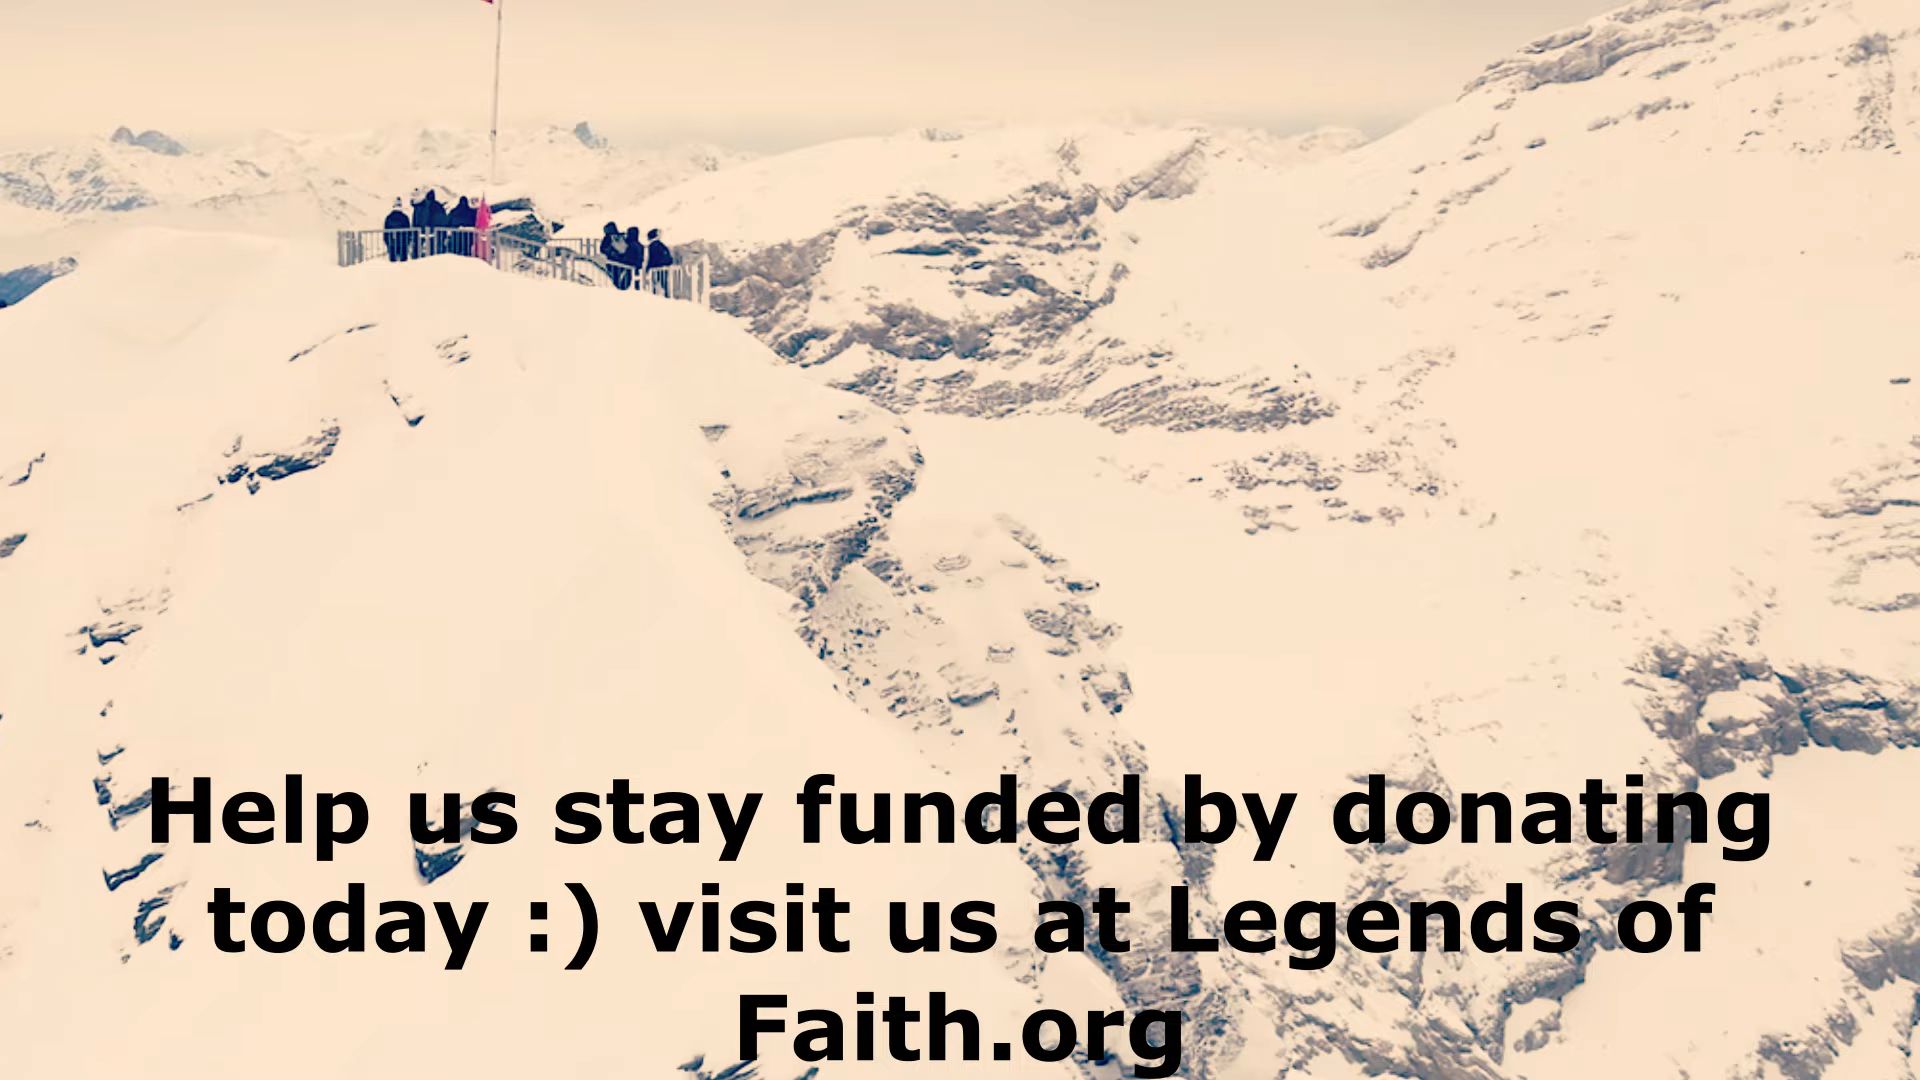 Help us stay funded by donating
today :) visit us at Legends of
Faith.org